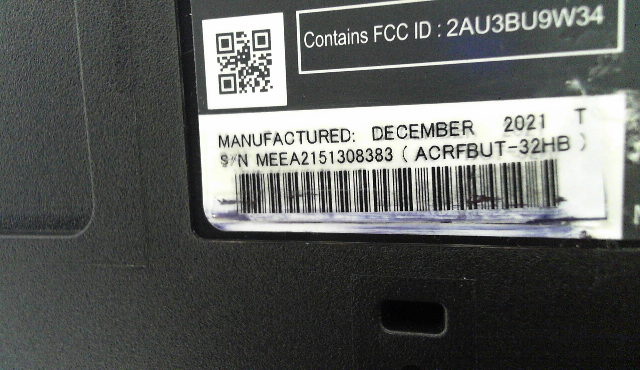 Contains FCC ID : 2AU3BU9W34
MANUFACTURED: DECEMBER 2021 T
S/N MEEA2151308383 ( ACRFBUT-32HB )